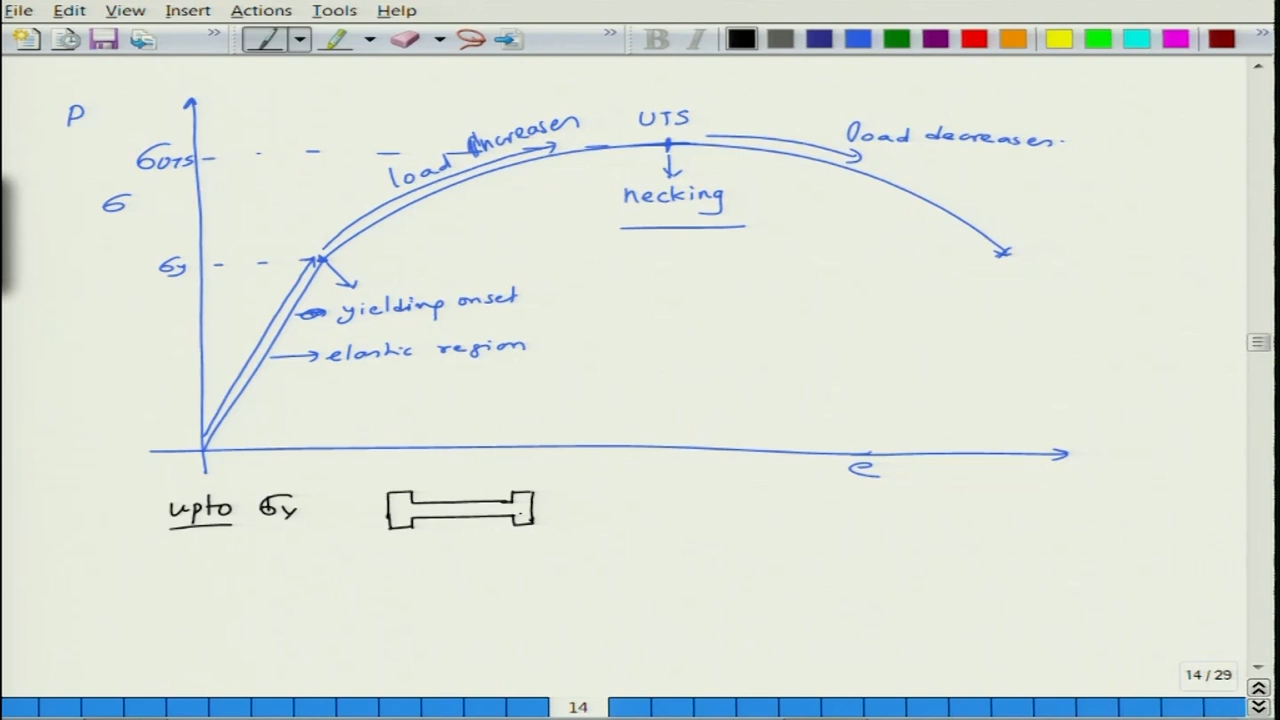 File Edit View Insert Actions Tools Help
B I
P
UTS
load increases
load decreases.
σUTS
necking
σ
σy
yielding onset
elastic region
e
upto σy
14 / 29
14